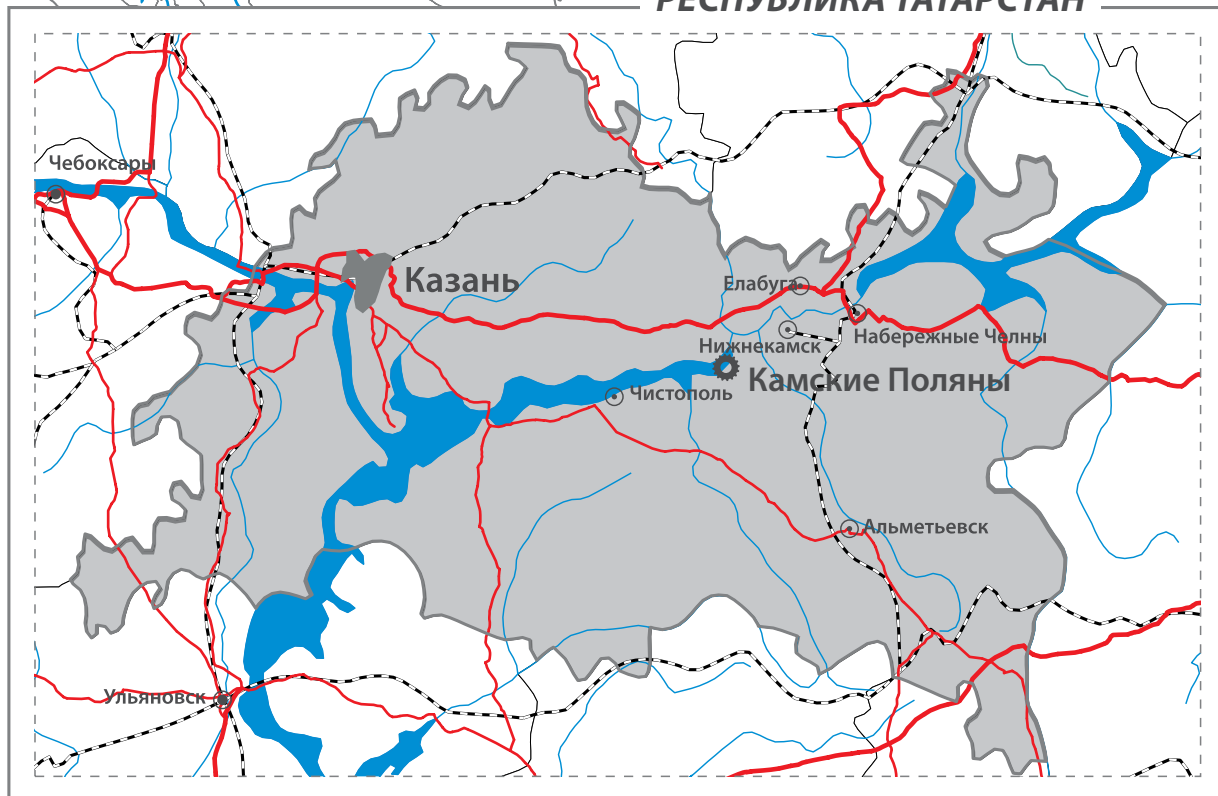 РЕСПУБЛИКА ТАТАРСТАН
Чебоксары
Казань
Елабуга
Набережные Челны
Нижнекамск
Камские Поляны
Чистополь
Альметьевск
Ульяновск